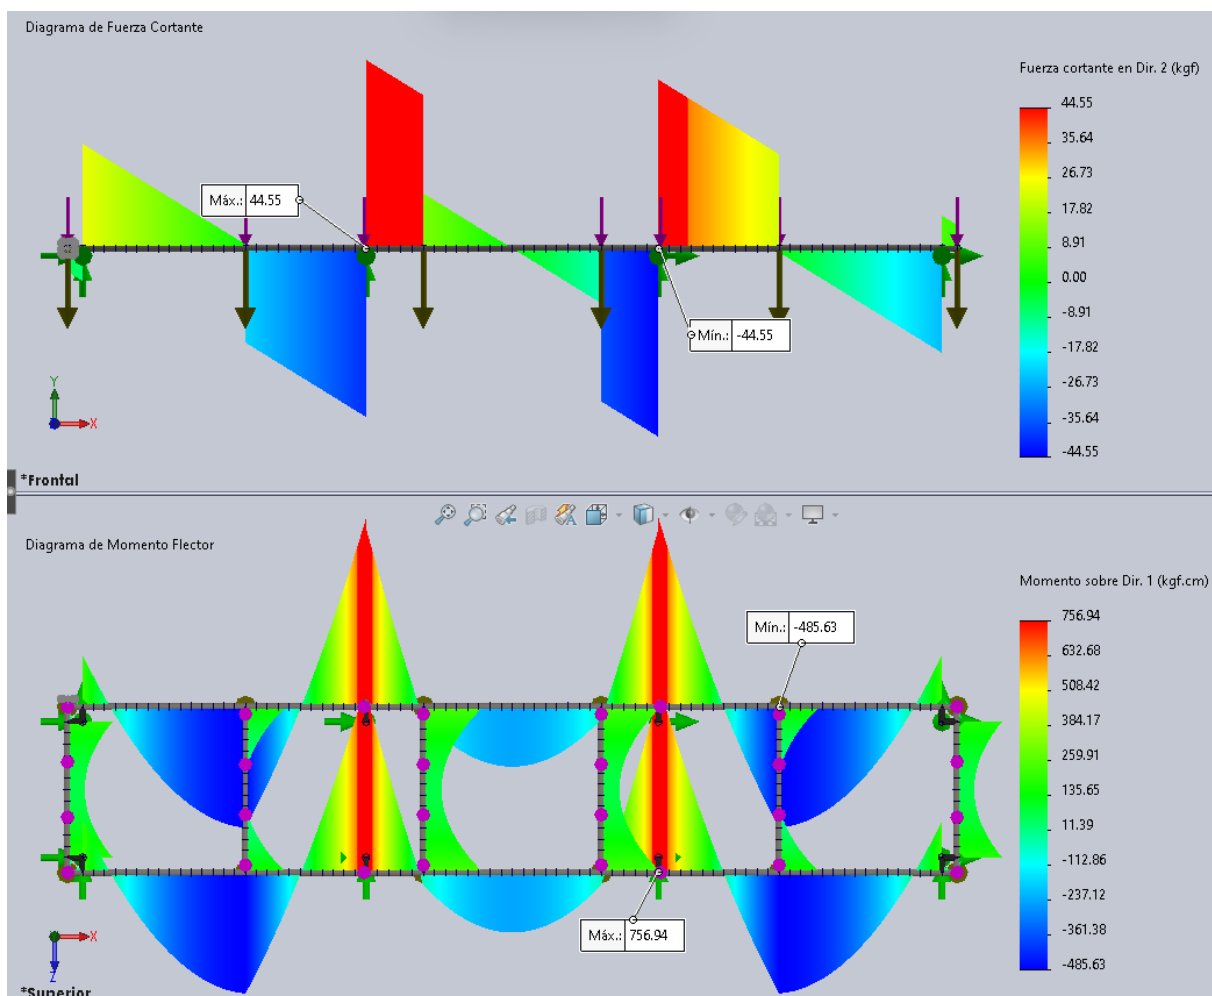 Diagrama de Fuerza Cortante
Fuerza cortante en Dir. 2 (kgf)
44.55
35.64
26.73
17.82
8.91
0.00
-8.91
-17.82
-26.73
-35.64
-44.55
Máx.: 44.55
Mín.: -44.55
Y
X
*Frontal
Diagrama de Momento Flector
Momento sobre Dir. 1 (kgf.cm)
756.94
632.68
508.42
384.17
259.91
135.65
11.39
-112.86
-237.12
-361.38
-485.63
Mín.: -485.63
Máx.: 756.94
X
Z
*Superior